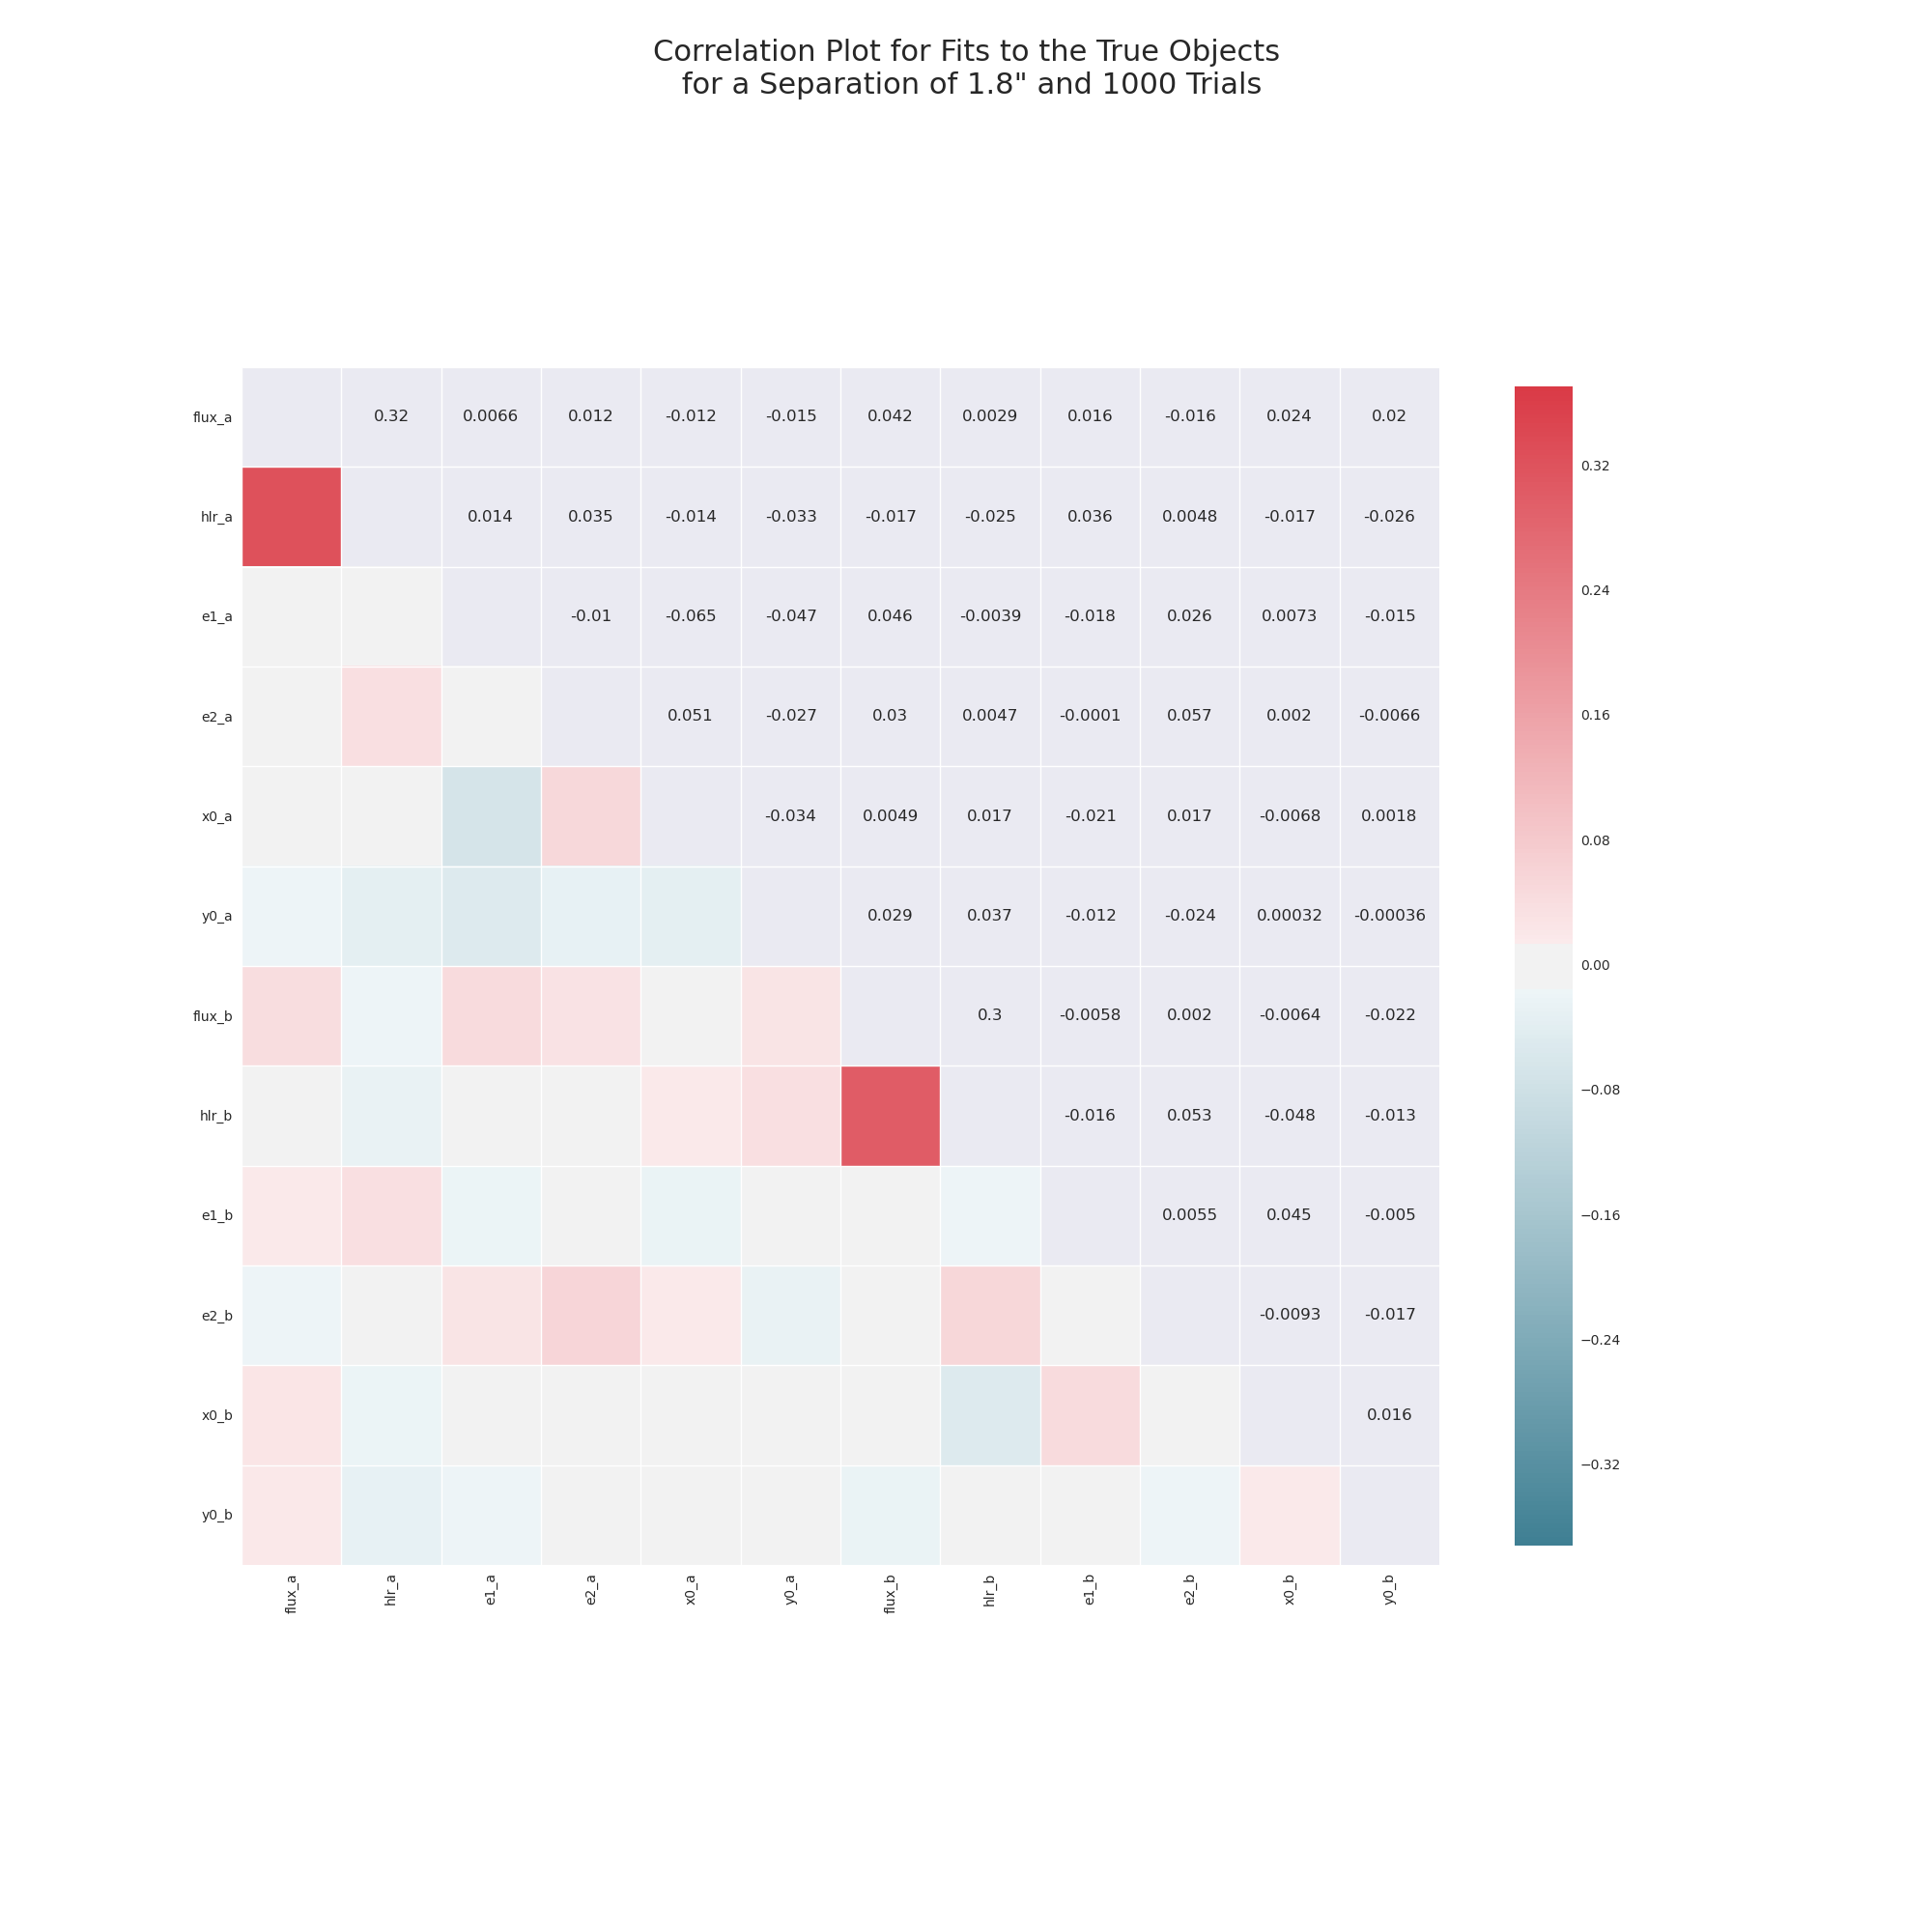 Correlation Plot for Fits to the True Objects
for a Separation of 1.8" and 1000 Trials
flux_a 0.32 0.0066 0.012 -0.012 -0.015 0.042 0.0029 0.016 -0.016 0.024 0.02
hlr_a 0.014 0.035 -0.014 -0.033 -0.017 -0.025 0.036 0.0048 -0.017 -0.026
e1_a -0.01 -0.065 -0.047 0.046 -0.0039 -0.018 0.026 0.0073 -0.015
e2_a 0.051 -0.027 0.03 0.0047 -0.0001 0.057 0.002 -0.0066
x0_a -0.034 0.0049 0.017 -0.021 0.017 -0.0068 0.0018
y0_a 0.029 0.037 -0.012 -0.024 0.00032 -0.00036
flux_b 0.3 -0.0058 0.002 -0.0064 -0.022
hlr_b -0.016 0.053 -0.048 -0.013
e1_b 0.0055 0.045 -0.005
e2_b -0.0093 -0.017
x0_b 0.016
y0_b
flux_a hlr_a e1_a e2_a x0_a y0_a flux_b hlr_b e1_b e2_b x0_b y0_b
0.32
0.24
0.16
0.08
0.00
−0.08
−0.16
−0.24
−0.32